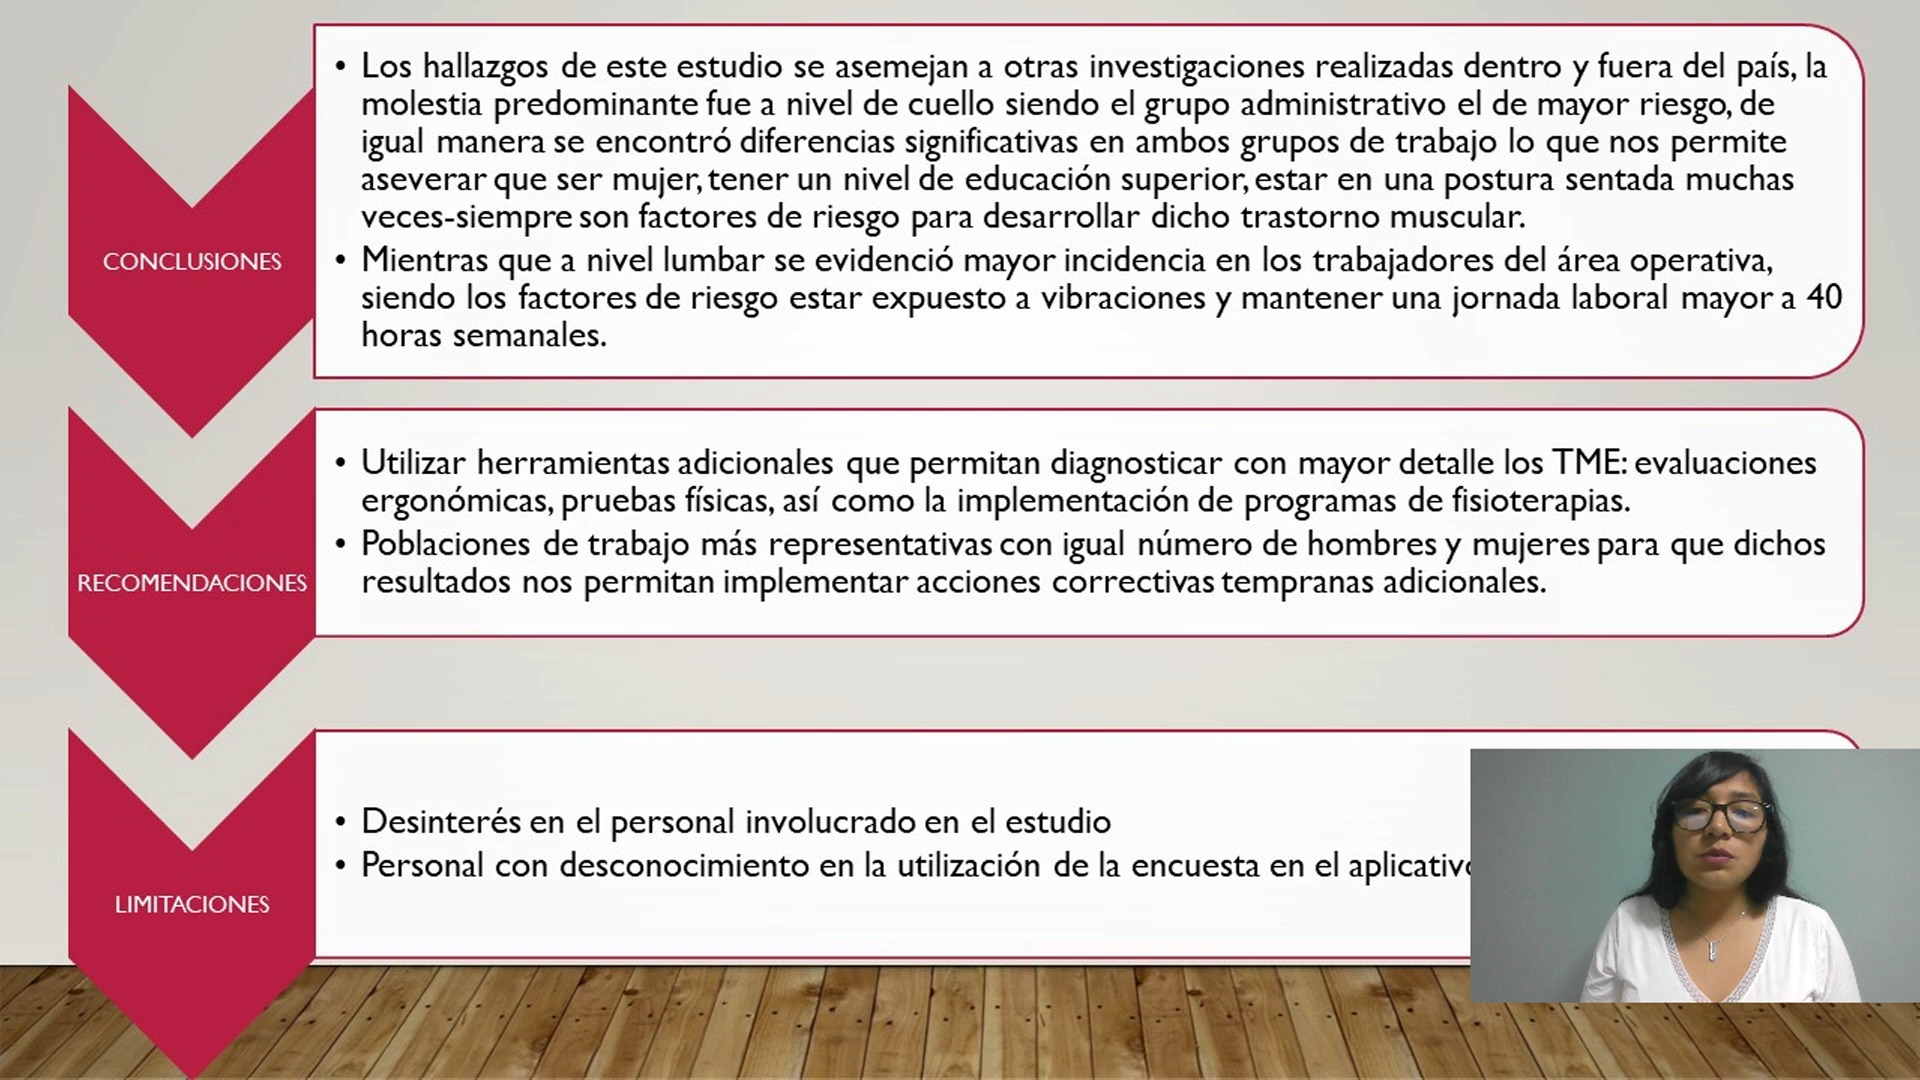 • Los hallazgos de este estudio se asemejan a otras investigaciones realizadas dentro y fuera del país, la
molestia predominante fue a nivel de cuello siendo el grupo administrativo el de mayor riesgo, de
igual manera se encontró diferencias significativas en ambos grupos de trabajo lo que nos permite
aseverar que ser mujer, tener un nivel de educación superior, estar en una postura sentada muchas
veces-siempre son factores de riesgo para desarrollar dicho trastorno muscular.
CONCLUSIONES
• Mientras que a nivel lumbar se evidenció mayor incidencia en los trabajadores del área operativa,
siendo los factores de riesgo estar expuesto a vibraciones y mantener una jornada laboral mayor a 40
horas semanales.
• Utilizar herramientas adicionales que permitan diagnosticar con mayor detalle los TME: evaluaciones
ergonómicas, pruebas físicas, así como la implementación de programas de fisioterapias.
• Poblaciones de trabajo más representativas con igual número de hombres y mujeres para que dichos
resultados nos permitan implementar acciones correctivas tempranas adicionales.
RECOMENDACIONES
• Desinterés en el personal involucrado en el estudio
• Personal con desconocimiento en la utilización de la encuesta en el
LIMITACIONES